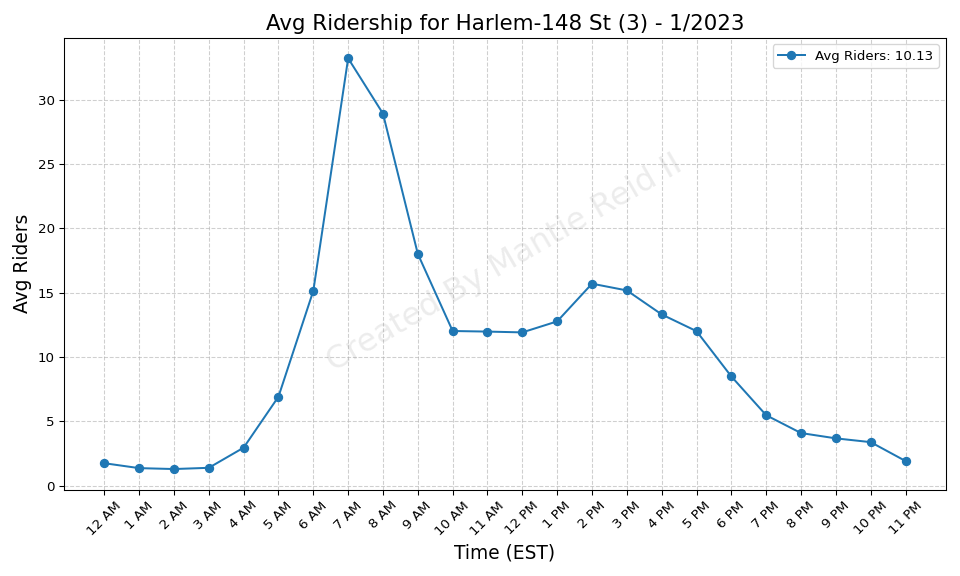 Avg Ridership for Harlem-148 St (3) - 1/2023
Avg Riders: 10.13
Created By Mantie Reid II
Avg Riders
30
25
20
15
10
5
0
12 AM
1 AM
2 AM
3 AM
4 AM
5 AM
6 AM
7 AM
8 AM
9 AM
10 AM
11 AM
12 PM
1 PM
2 PM
3 PM
4 PM
5 PM
6 PM
7 PM
8 PM
9 PM
10 PM
11 PM
Time (EST)